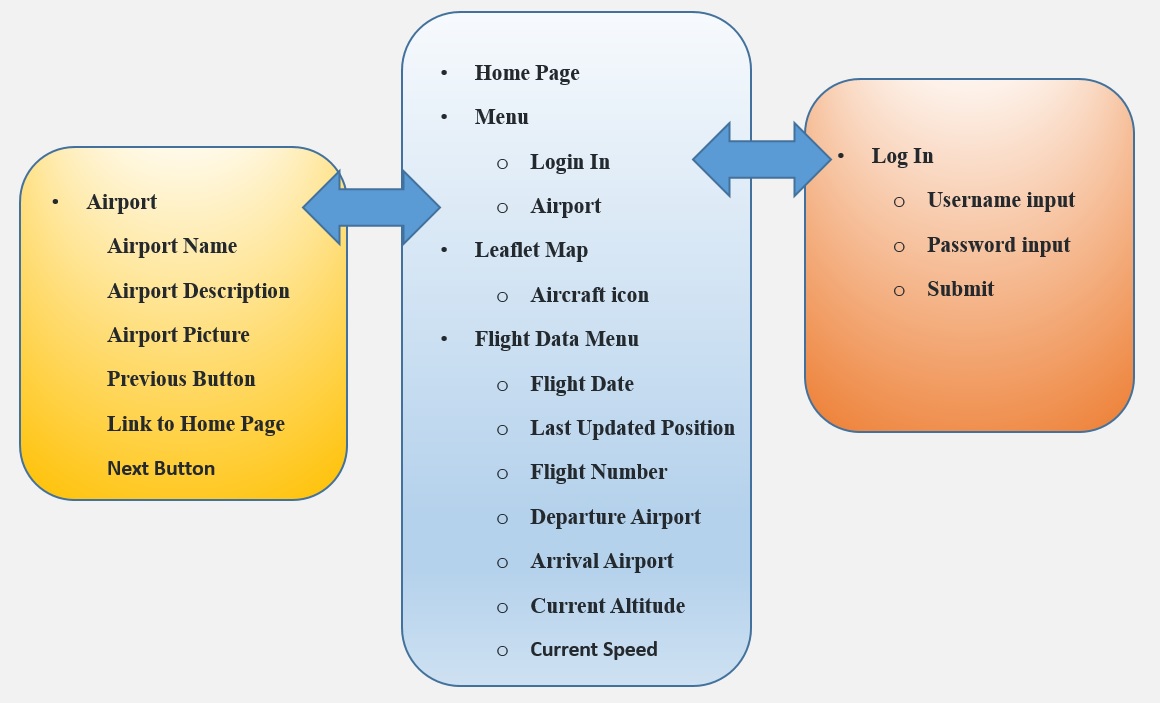 • Airport
Airport Name
Airport Description
Airport Picture
Previous Button
Link to Home Page
Next Button
• Home Page
• Menu
o Login In
o Airport
• Leaflet Map
o Aircraft icon
• Flight Data Menu
o Flight Date
o Last Updated Position
o Flight Number
o Departure Airport
o Arrival Airport
o Current Altitude
o Current Speed
• Log In
o Username input
o Password input
o Submit